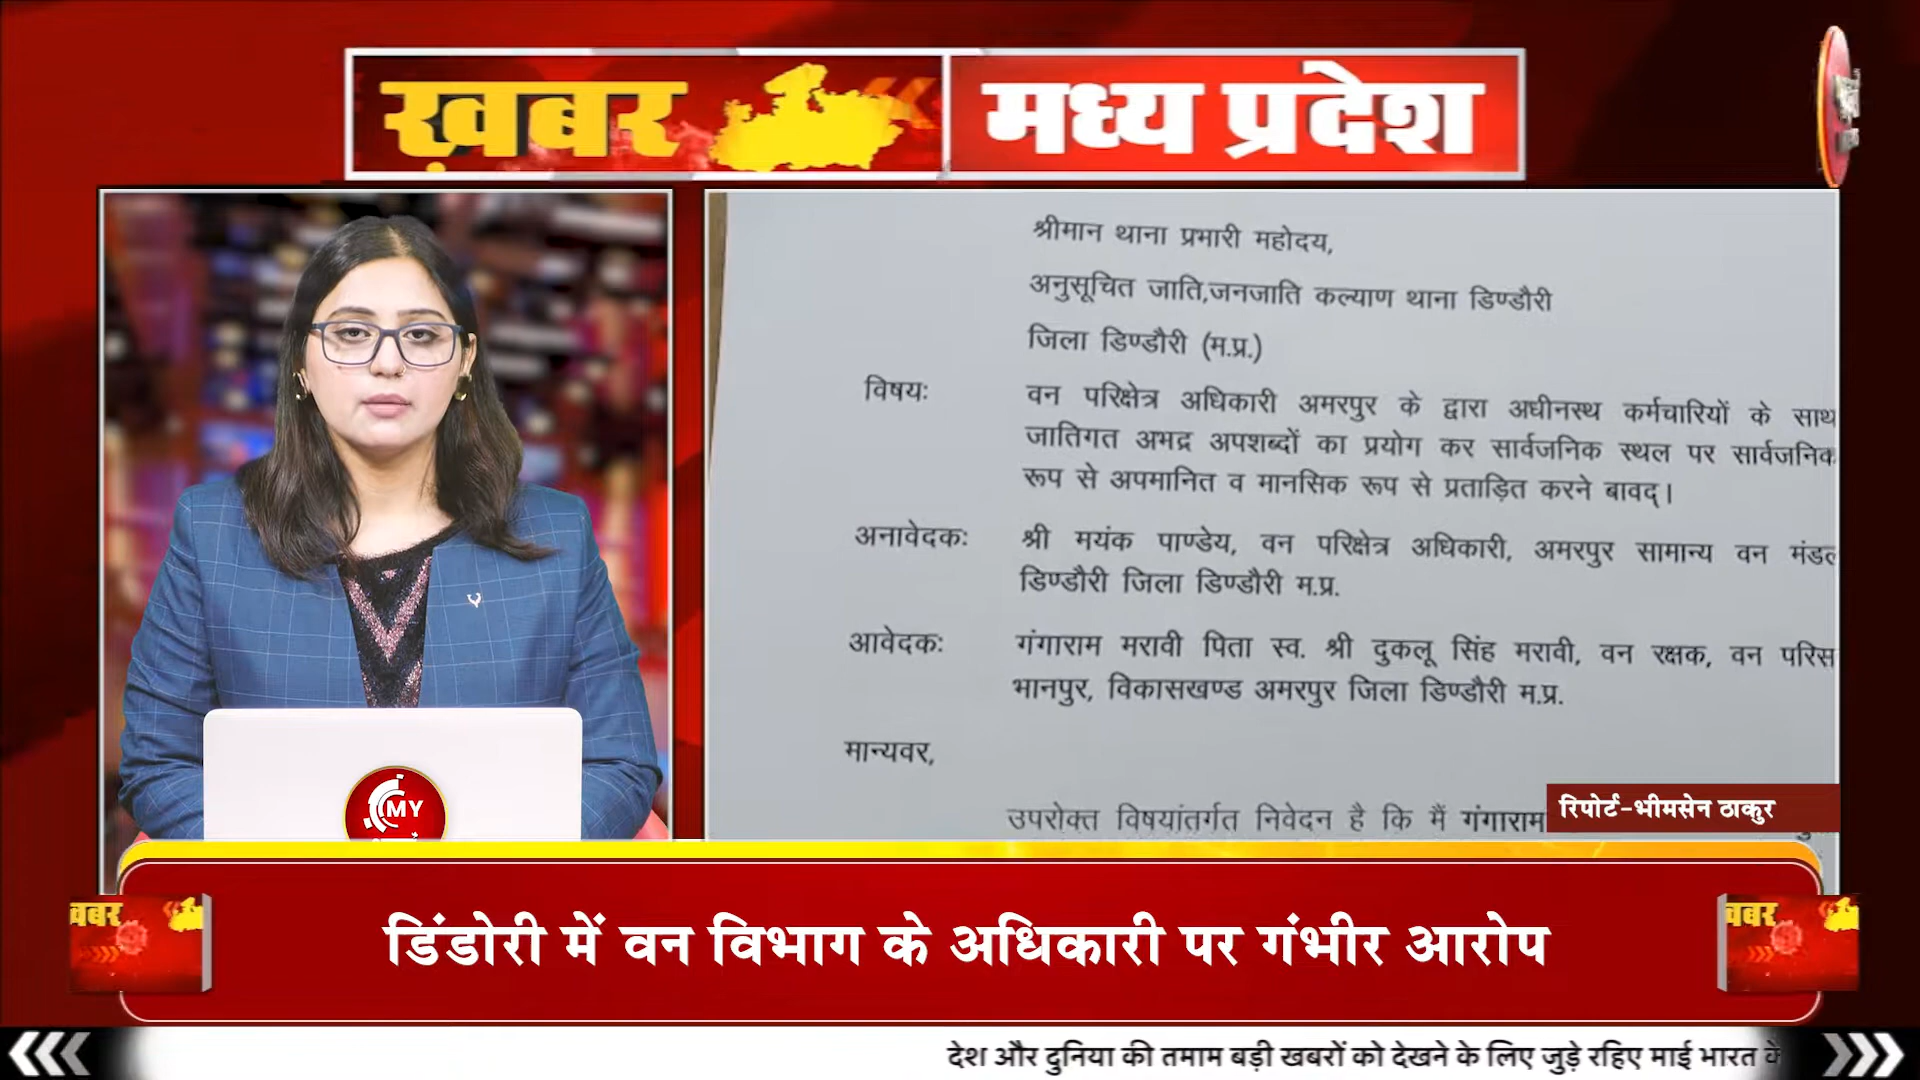 ख़बर
मध्य प्रदेश
श्रीमान थाना प्रभारी महोदय,
अनुसूचित जाति,जनजाति कल्याण थाना डिण्डौरी
जिला डिण्डौरी (म.प्र.)
विषयः वन परिक्षेत्र अधिकारी अमरपुर के द्वारा अधीनस्थ कर्मचारियों के साथ
जातिगत अभद्र अपशब्दों का प्रयोग कर सार्वजनिक स्थल पर सार्वजनिक
रूप से अपमानित व मानसिक रूप से प्रताड़ित करने बावद्।
अनावेदकः श्री मयंक पाण्डेय, वन परिक्षेत्र अधिकारी, अमरपुर सामान्य वन मंडल
डिण्डौरी जिला डिण्डौरी म.प्र.
आवेदकः गंगाराम मरावी पिता स्व. श्री दुकलू सिंह मरावी, वन रक्षक, वन परिस
भानपुर, विकासखण्ड अमरपुर जिला डिण्डौरी म.प्र.
मान्यवर,
उपरोक्त विषयांतर्गत निवेदन है कि मैं गंगाराम
रिपोर्ट-भीमसेन ठाकुर
MY
डिंडोरी में वन विभाग के अधिकारी पर गंभीर आरोप
देश और दुनिया की तमाम बड़ी खबरों को देखने के लिए जुड़े रहिए माई भारत के